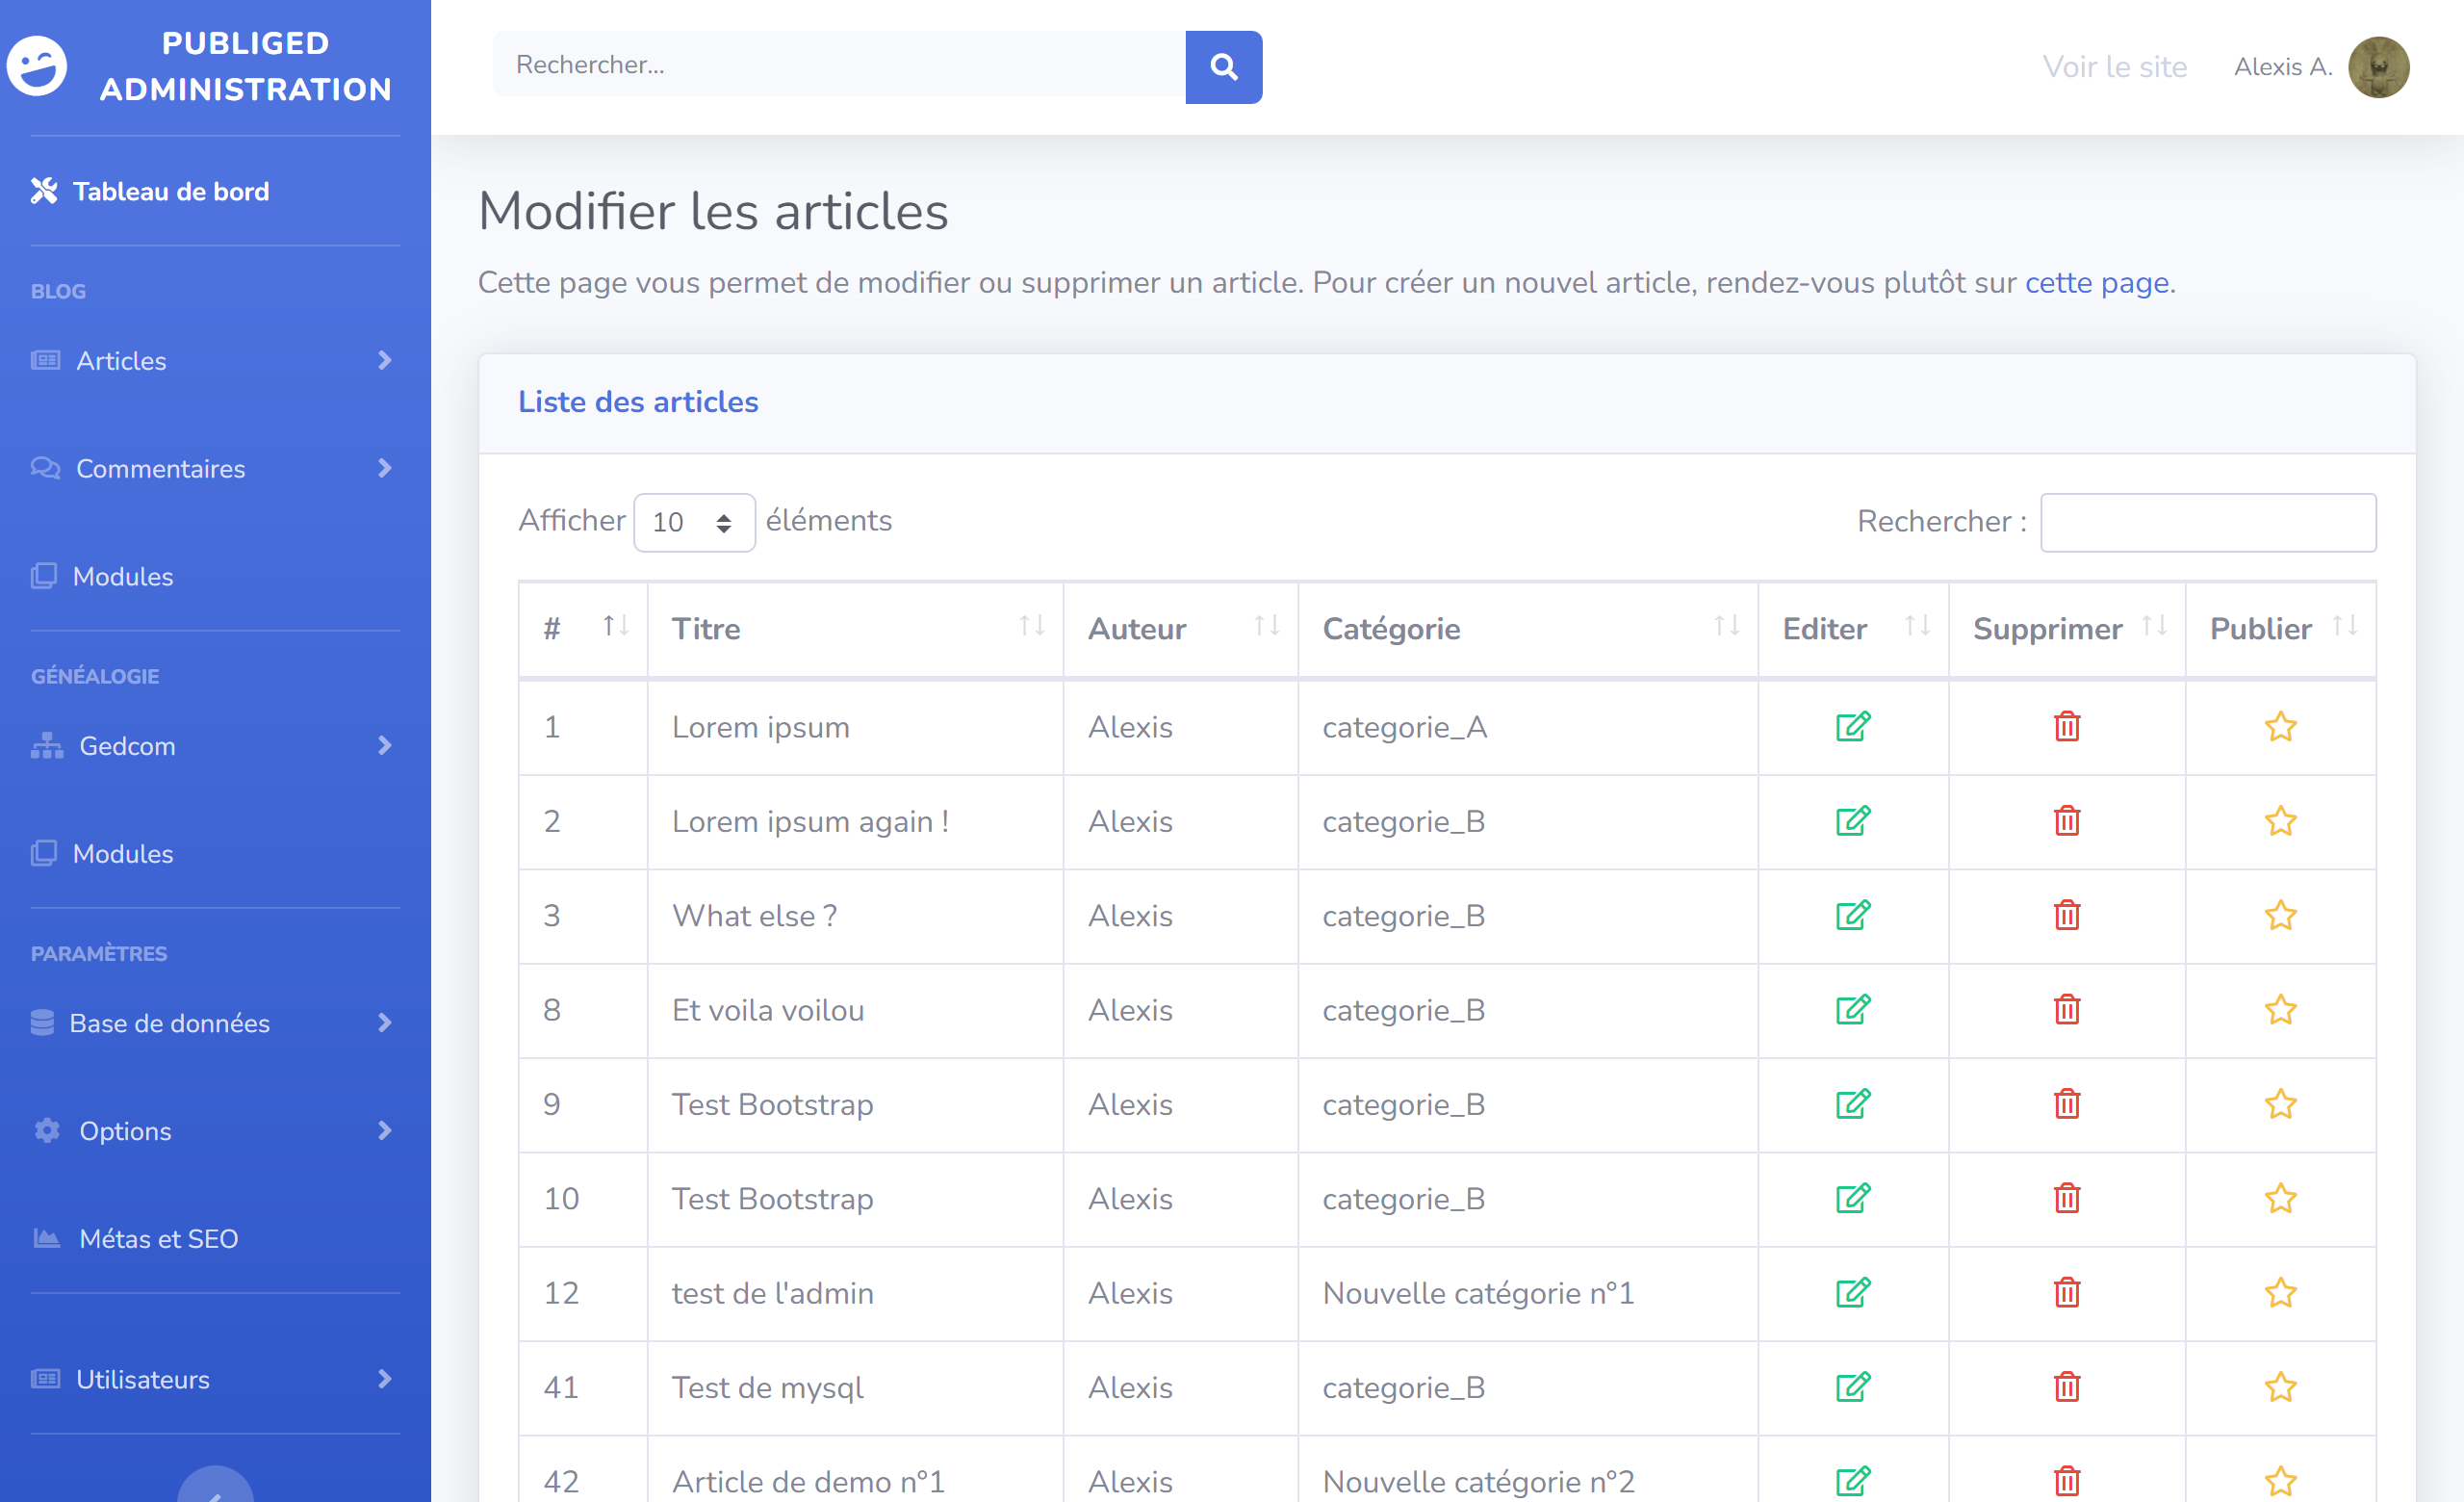 PUBLIGED
ADMINISTRATION
Tableau de bord
BLOG
Articles
Commentaires
Modules
GÉNÉALOGIE
Gedcom
Modules
PARAMÈTRES
Base de données
Options
Métas et SEO
Utilisateurs
Rechercher...
Voir le site
Alexis A.
Modifier les articles
Cette page vous permet de modifier ou supprimer un article. Pour créer un nouvel article, rendez-vous plutôt sur cette page.
Liste des articles
Afficher 10 éléments
Rechercher :
# Titre Auteur Catégorie Editer Supprimer Publier
1 Lorem ipsum Alexis categorie_A
2 Lorem ipsum again ! Alexis categorie_B
3 What else ? Alexis categorie_B
8 Et voila voilou Alexis categorie_B
9 Test Bootstrap Alexis categorie_B
10 Test Bootstrap Alexis categorie_B
12 test de l'admin Alexis Nouvelle catégorie n°1
41 Test de mysql Alexis categorie_B
42 Article de demo n°1 Alexis Nouvelle catégorie n°2